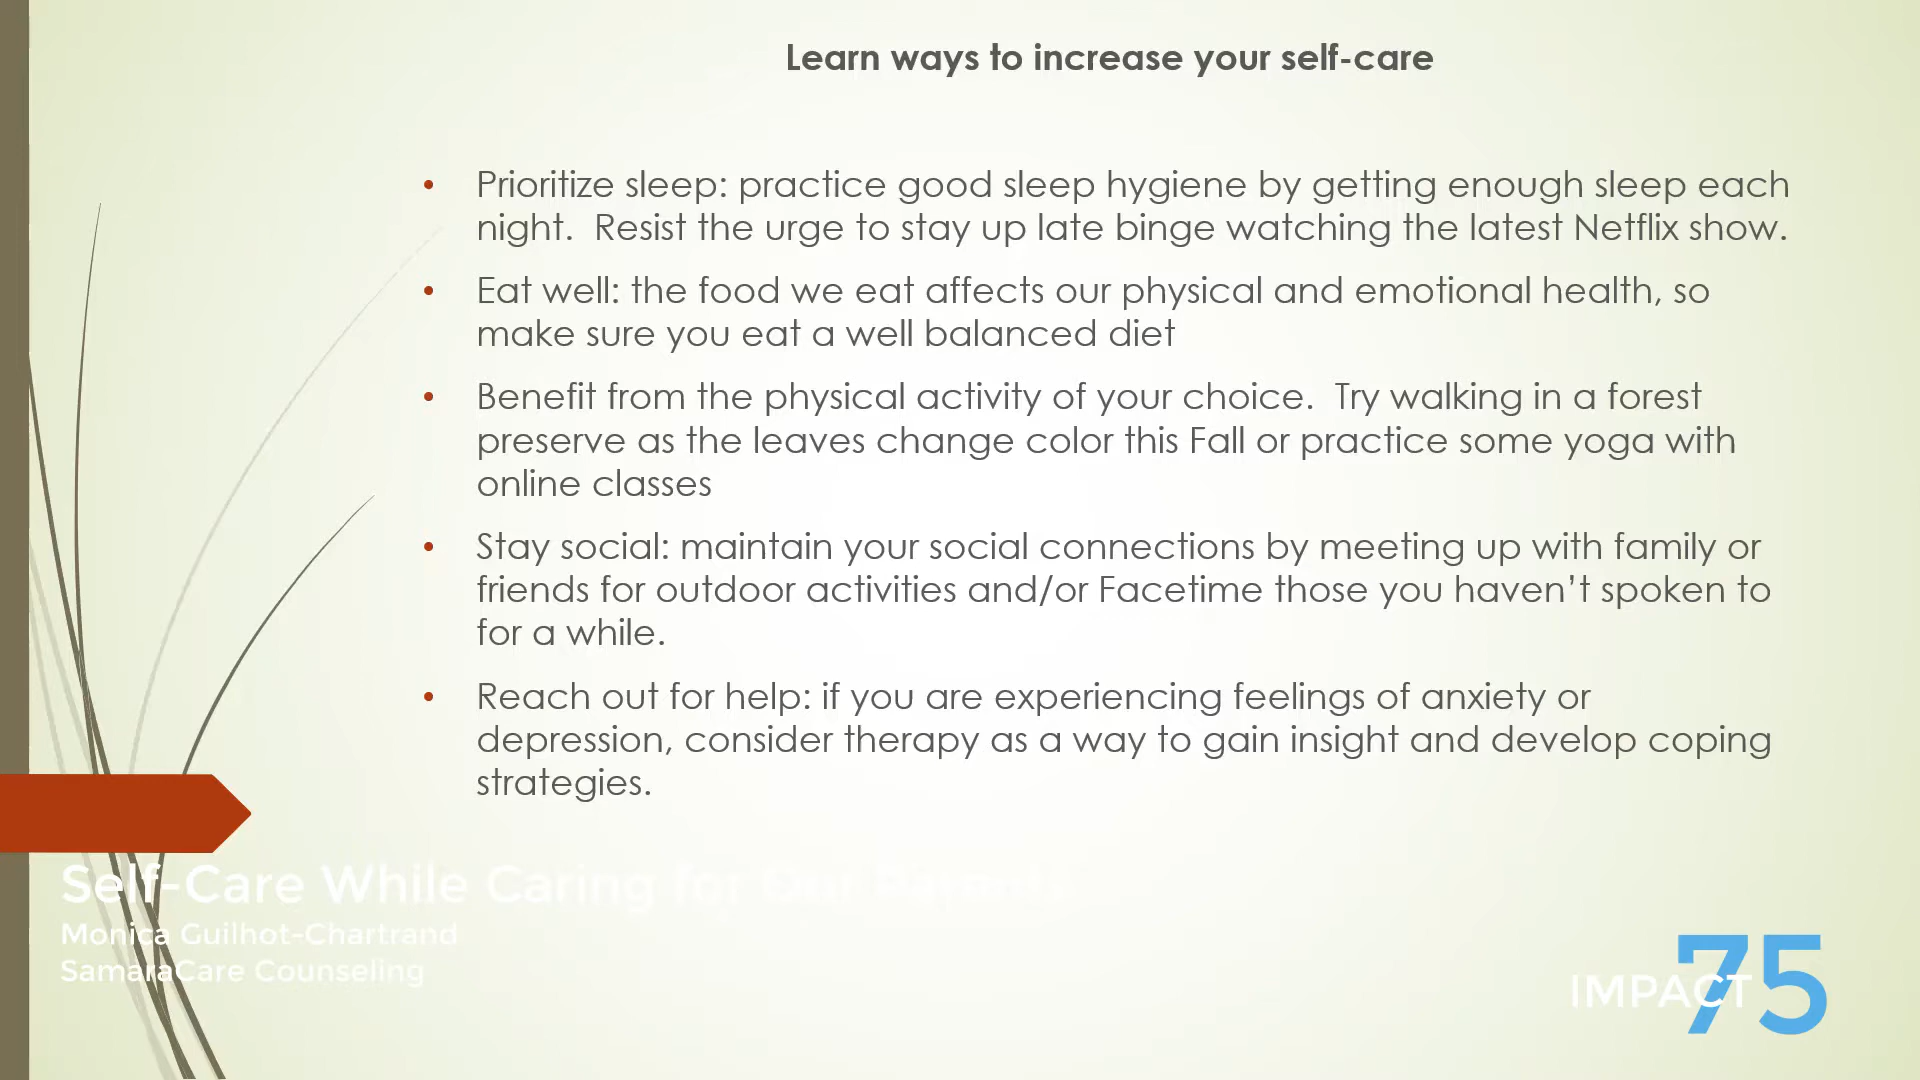 Learn ways to increase your self-care
• Prioritize sleep: practice good sleep hygiene by getting enough sleep each
night.  Resist the urge to stay up late binge watching the latest Netflix show.
• Eat well: the food we eat affects our physical and emotional health, so
make sure you eat a well balanced diet
• Benefit from the physical activity of your choice.  Try walking in a forest
preserve as the leaves change color this Fall or practice some yoga with
online classes
• Stay social: maintain your social connections by meeting up with family or
friends for outdoor activities and/or Facetime those you haven’t spoken to
for a while.
• Reach out for help: if you are experiencing feelings of anxiety or
depression, consider therapy as a way to gain insight and develop coping
strategies.
Self-Care While Caring for Our Parents
Monica Guilhot-Chartrand
SamaraCare Counseling
IMPACT 75